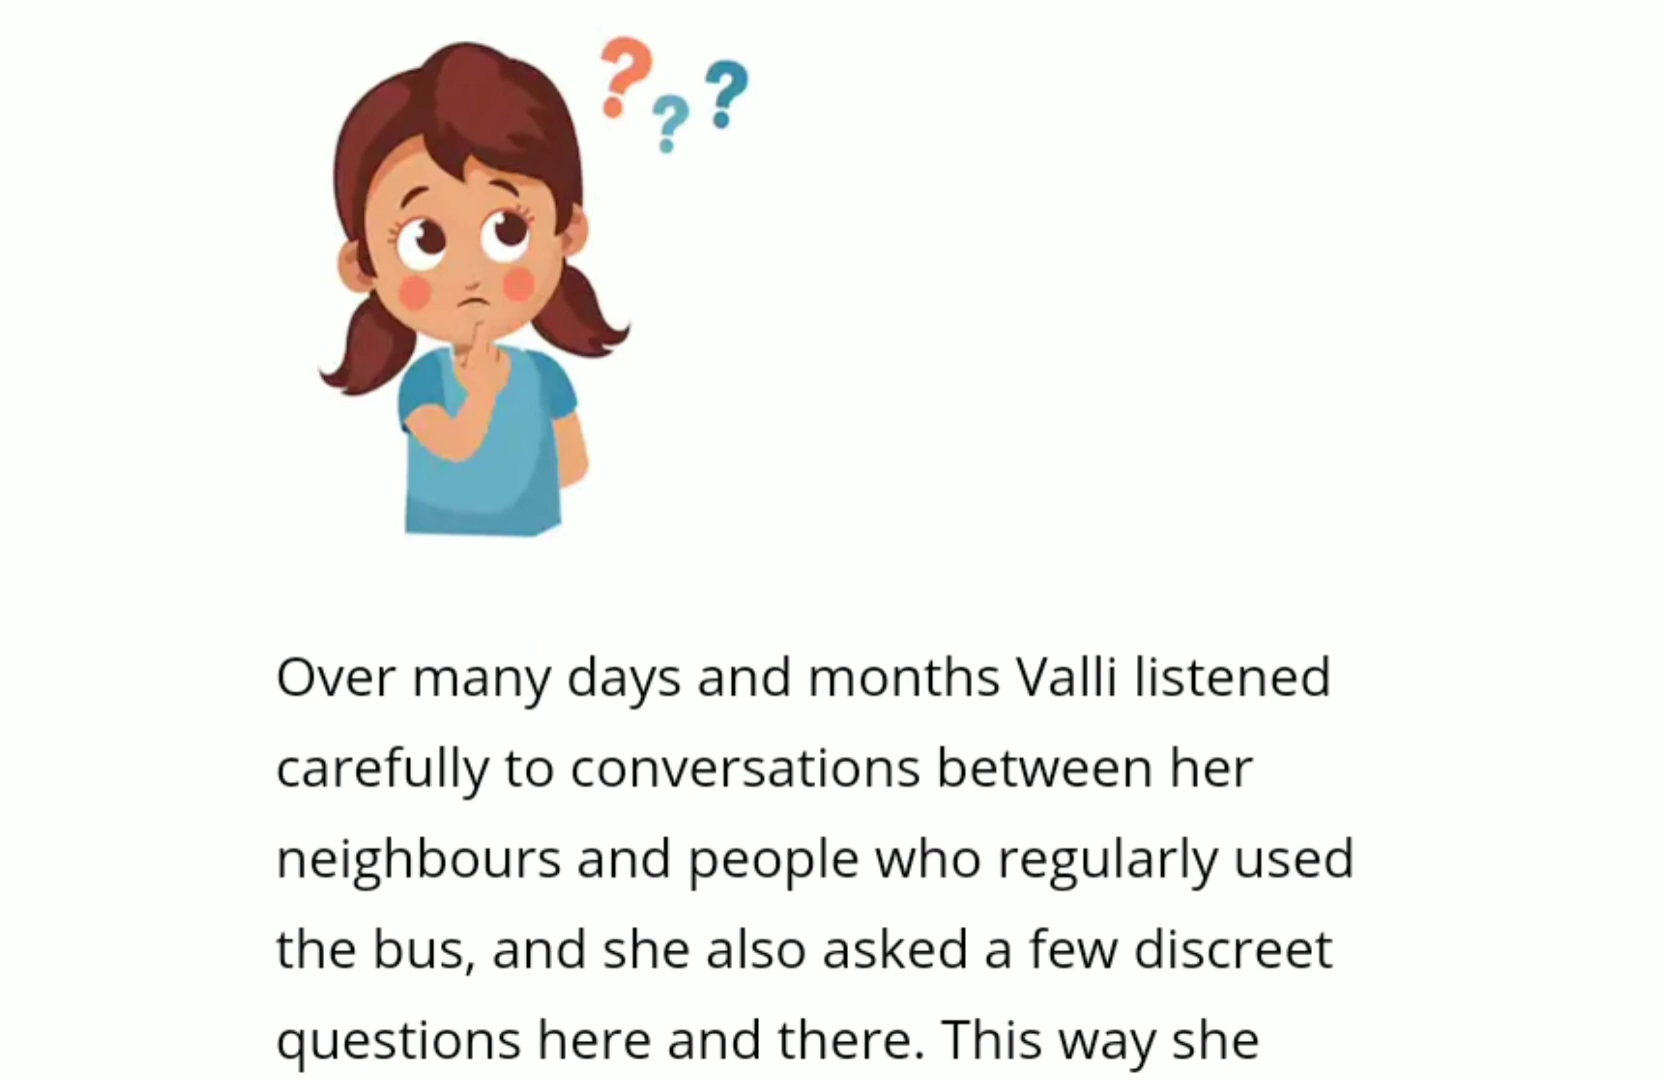 ? ? ?
Over many days and months Valli listened
carefully to conversations between her
neighbours and people who regularly used
the bus, and she also asked a few discreet
questions here and there. This way she